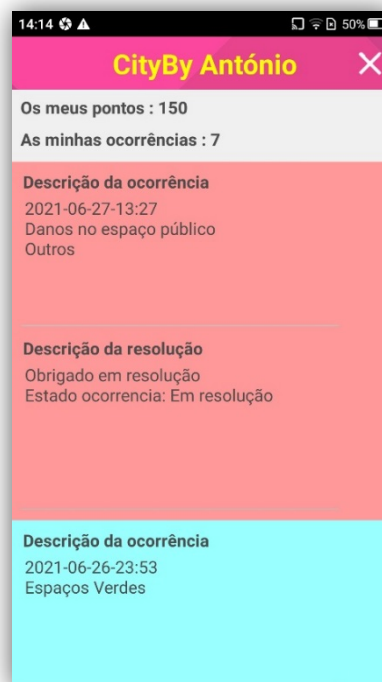 14:14 50%
CityBy António
Os meus pontos : 150
As minhas ocorrências : 7
Descrição da ocorrência
2021-06-27-13:27
Danos no espaço público
Outros
Descrição da resolução
Obrigado em resolução
Estado ocorrencia: Em resolução
Descrição da ocorrência
2021-06-26-23:53
Espaços Verdes